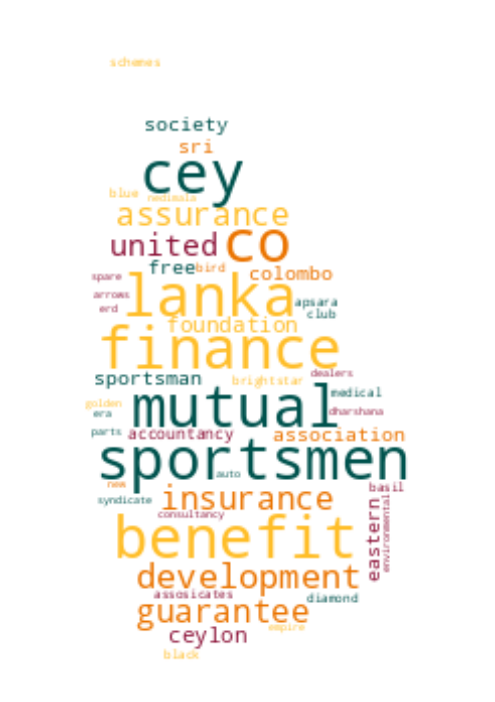 schemes
society
sri
cey
blue nedimala
assurance
united co
free bird colombo
spare
lanka
arrows apsara
erd club
foundation
finance
dealers
sportsman brightstar
medical
mutual
golden dharshana
era
parts accountancy association
sportsmen
auto
new basil
syndicate insurance
environmental
consultancy
eastern
benefit
development
assosicates diamond
guarantee
empire
ceylon
black